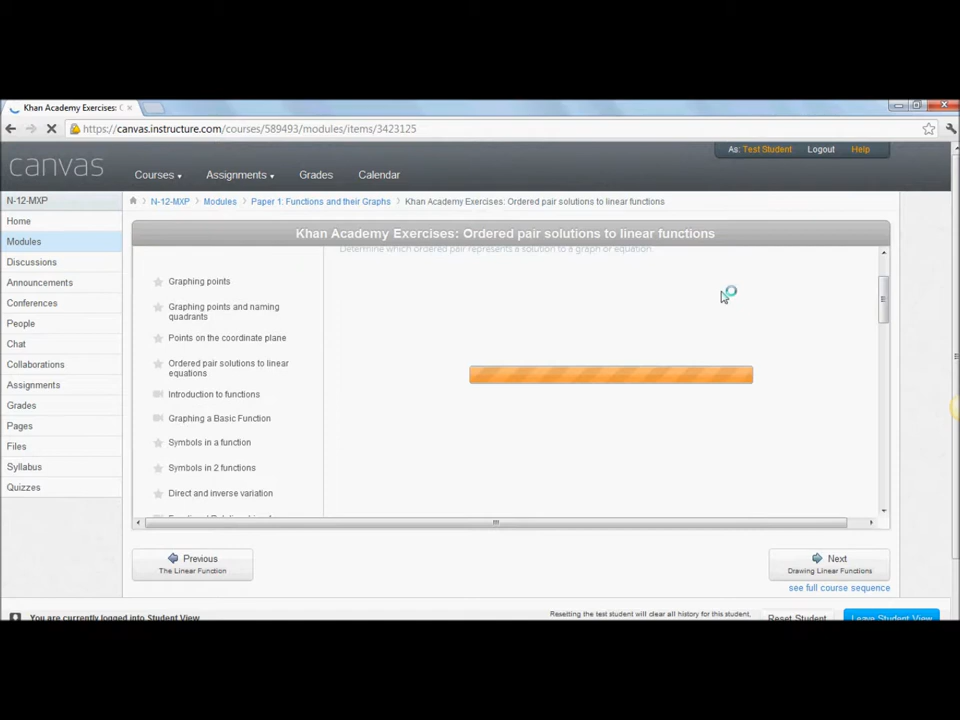 Khan Academy Exercises: C
https://canvas.instructure.com/courses/589493/modules/items/3423125
canvas
As: Test Student Logout Help
Courses Assignments Grades Calendar
N-12-MXP
N-12-MXP Modules Paper 1: Functions and their Graphs Khan Academy Exercises: Ordered pair solutions to linear functions
Home
Modules
Discussions
Announcements
Conferences
People
Chat
Collaborations
Assignments
Grades
Pages
Files
Syllabus
Quizzes
Khan Academy Exercises: Ordered pair solutions to linear functions
Determine which ordered pair represents a solution to a graph or equation.
Graphing points
Graphing points and naming
quadrants
Points on the coordinate plane
Ordered pair solutions to linear
equations
Introduction to functions
Graphing a Basic Function
Symbols in a function
Symbols in 2 functions
Direct and inverse variation
Previous
The Linear Function
Next
Drawing Linear Functions
see full course sequence
You are currently logged into Student View
Resetting the test student will clear all history for this student,
Reset Student
Leave Student View